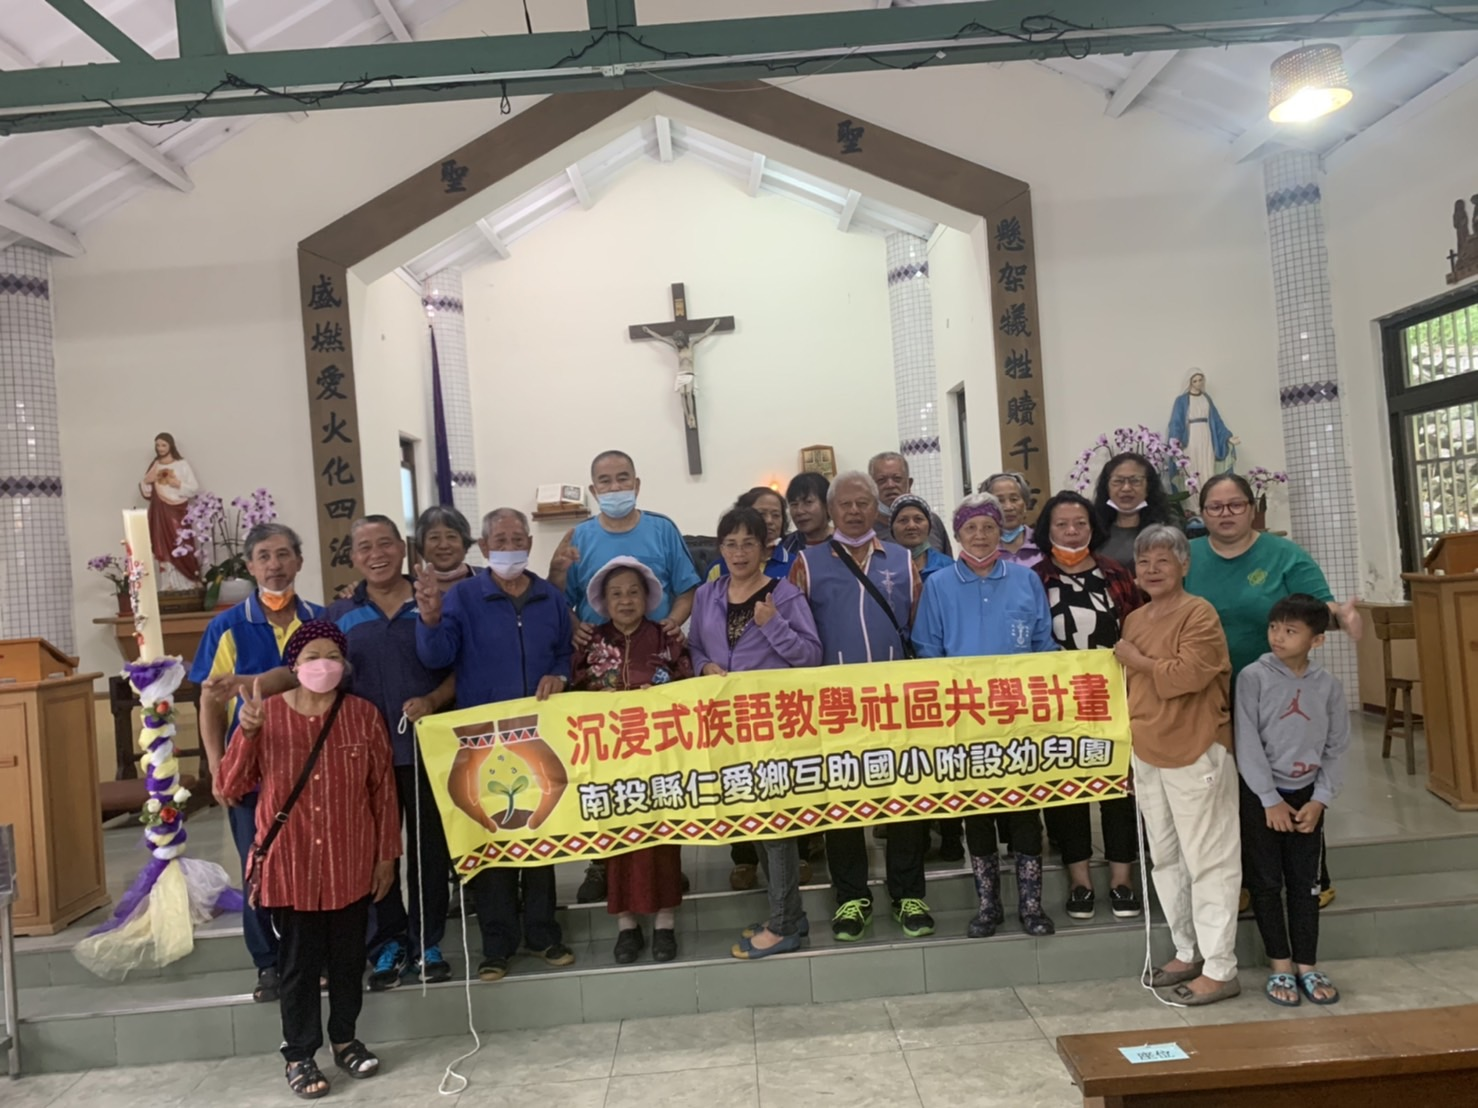 聖
聖
懸架犧牲贖千
盛燃愛火化四海
沉浸式族語教學社區共學計畫
南投縣仁愛鄉互助國小附設幼兒園